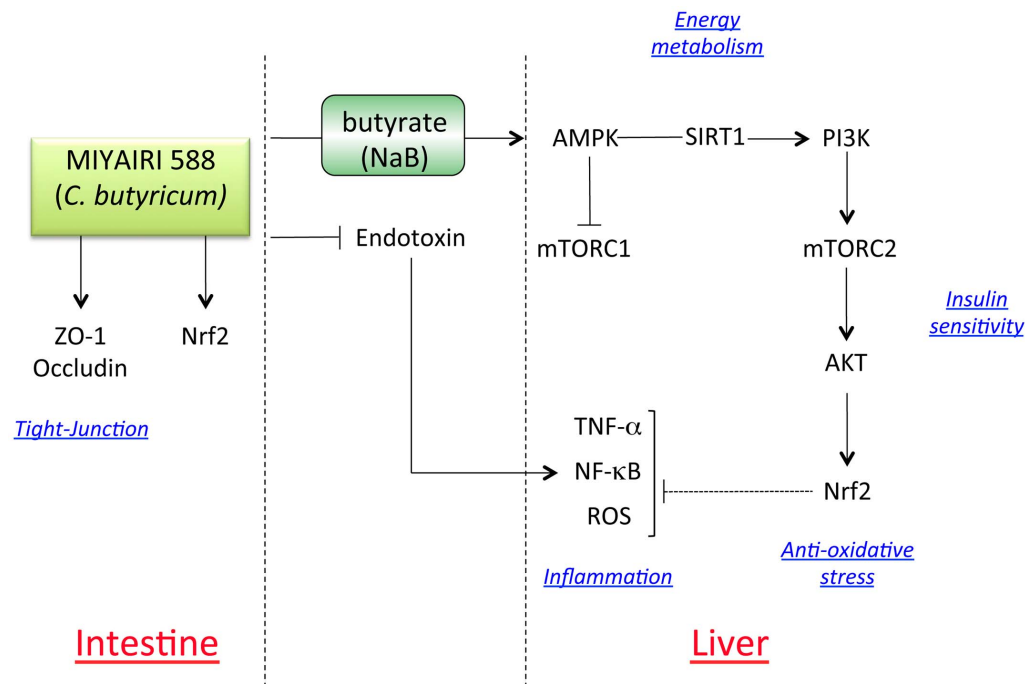 Energy
metabolism
butyrate
(NaB)
MIYAIRI 588
(C. butyricum)
AMPK
SIRT1
PI3K
Endotoxin
mTORC1
mTORC2
ZO-1
Occludin
Nrf2
Insulin
sensitivity
AKT
Tight-Junction
TNF-α
NF-κB
ROS
Nrf2
Inflammation
Anti-oxidative
stress
Intestine
Liver